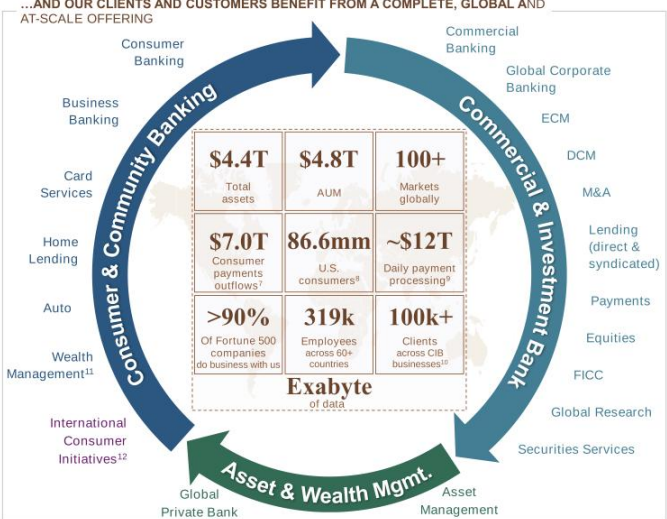 ...AND OUR CLIENTS AND CUSTOMERS BENEFIT FROM A COMPLETE, GLOBAL AND
AT-SCALE OFFERING
Consumer & Community Banking
Consumer
Banking
Business
Banking
Card
Services
Home
Lending
Auto
Wealth
Management¹¹
International
Consumer
Initiatives¹²
$4.4T
Total
assets
$4.8T
AUM
100+
Markets
globally
$7.0T
Consumer
payments
outflows⁷
86.6mm
U.S.
consumers⁸
~$12T
Daily payment
processing⁹
>90%
Of Fortune 500
companies
do business with us
319k
Employees
across 60+
countries
100k+
Clients
across CIB
businesses¹⁰
Exabyte
of data
Commercial & Investment Bank
Commercial
Banking
Global Corporate
Banking
ECM
DCM
M&A
Lending
(direct &
syndicated)
Payments
Equities
FICC
Global Research
Securities Services
Asset & Wealth Mgmt.
Global
Private Bank
Asset
Management